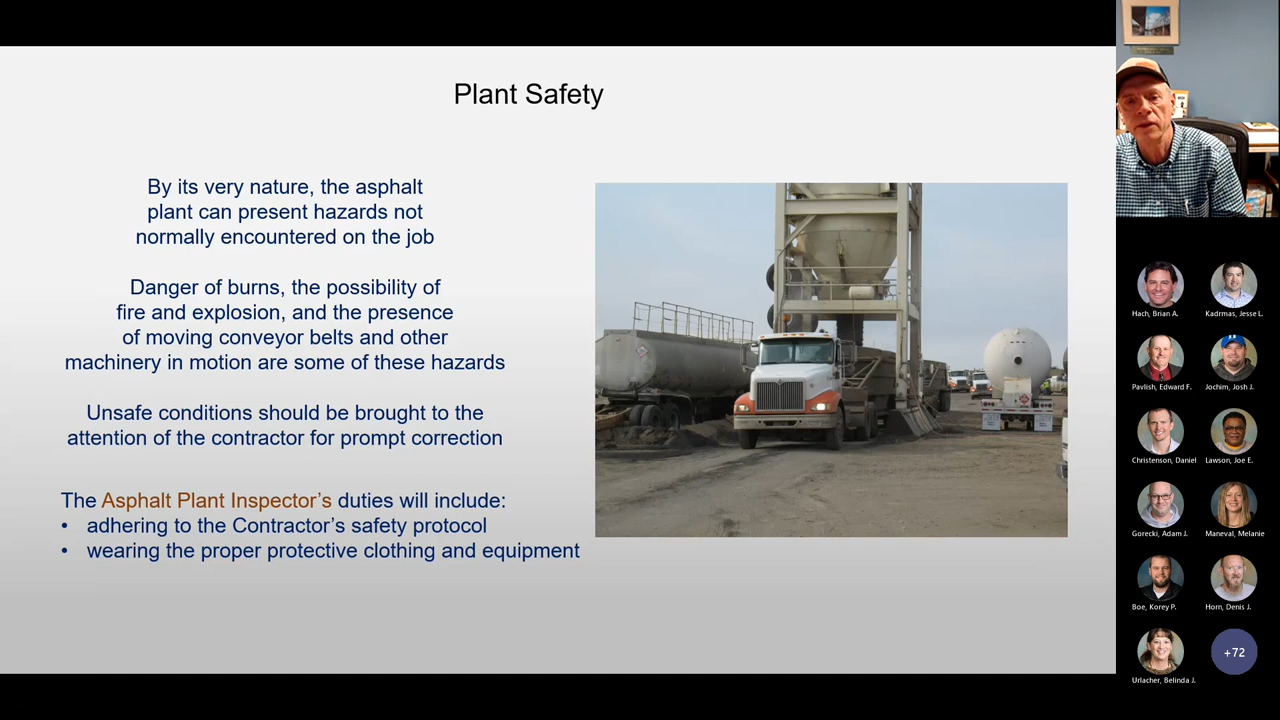 Plant Safety
By its very nature, the asphalt
plant can present hazards not
normally encountered on the job
Danger of burns, the possibility of
fire and explosion, and the presence
of moving conveyor belts and other
machinery in motion are some of these hazards
Unsafe conditions should be brought to the
attention of the contractor for prompt correction
The Asphalt Plant Inspector's duties will include:
• adhering to the Contractor's safety protocol
• wearing the proper protective clothing and equipment
Hach, Brian A.
Kadrmas, Jesse L.
Pavlish, Edward F.
Jochim, Josh J.
Christenson, Daniel
Lawson, Joe E.
Gorecki, Adam J.
Maneval, Melanie
Boe, Korey P.
Horn, Denis J.
Urlacher, Belinda J.
+72